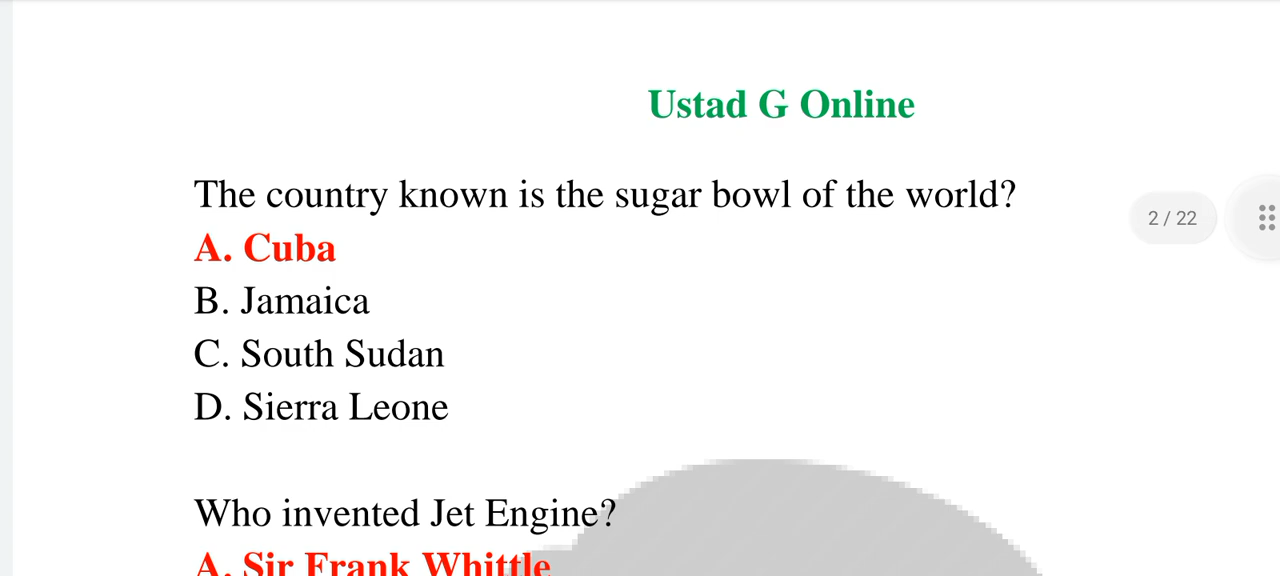 Ustad G Online
The country known is the sugar bowl of the world?
A. Cuba
2 / 22
B. Jamaica
C. South Sudan
D. Sierra Leone
Who invented Jet Engine?
A. Sir Frank Whittle